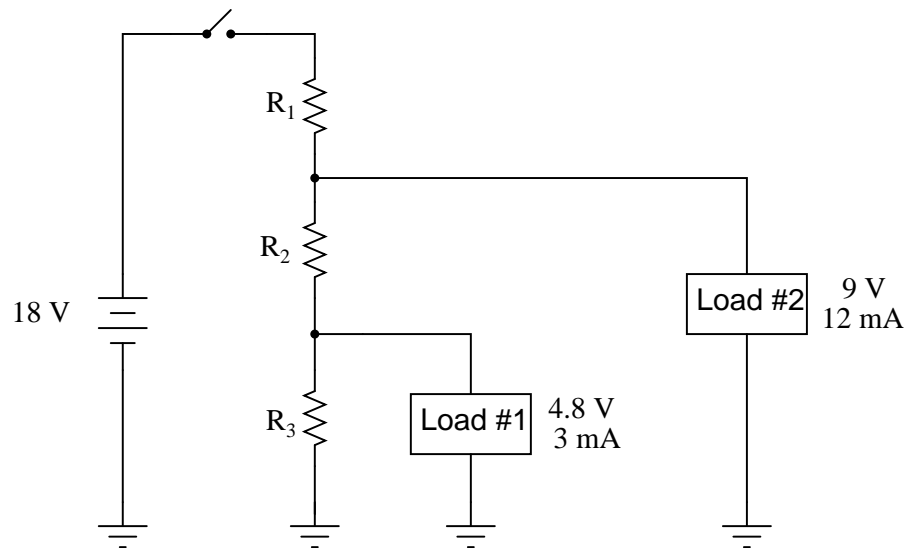 R₁
R₂
18 V
Load #2
9 V
12 mA
R₃
Load #1
4.8 V
3 mA